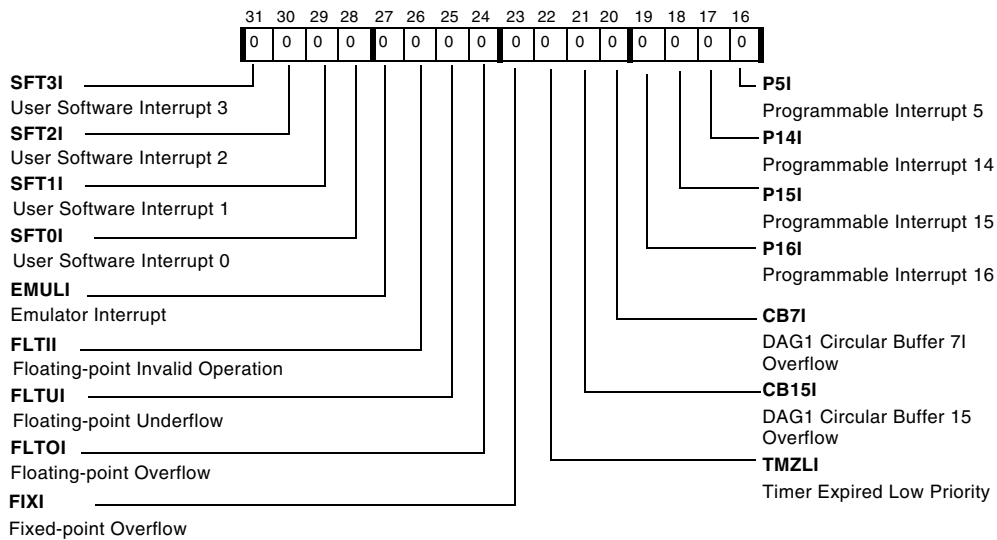 31 30 29 28 27 26 25 24 23 22 21 20 19 18 17 16
0 0 0 0 0 0 0 0 0 0 0 0 0 0 0 0
SFT3I
User Software Interrupt 3
SFT2I
User Software Interrupt 2
SFT1I
User Software Interrupt 1
SFT0I
User Software Interrupt 0
EMULI
Emulator Interrupt
FLTII
Floating-point Invalid Operation
FLTUI
Floating-point Underflow
FLTOI
Floating-point Overflow
FIXI
Fixed-point Overflow
P5I
Programmable Interrupt 5
P14I
Programmable Interrupt 14
P15I
Programmable Interrupt 15
P16I
Programmable Interrupt 16
CB7I
DAG1 Circular Buffer 7I
Overflow
CB15I
DAG1 Circular Buffer 15
Overflow
TMZLI
Timer Expired Low Priority